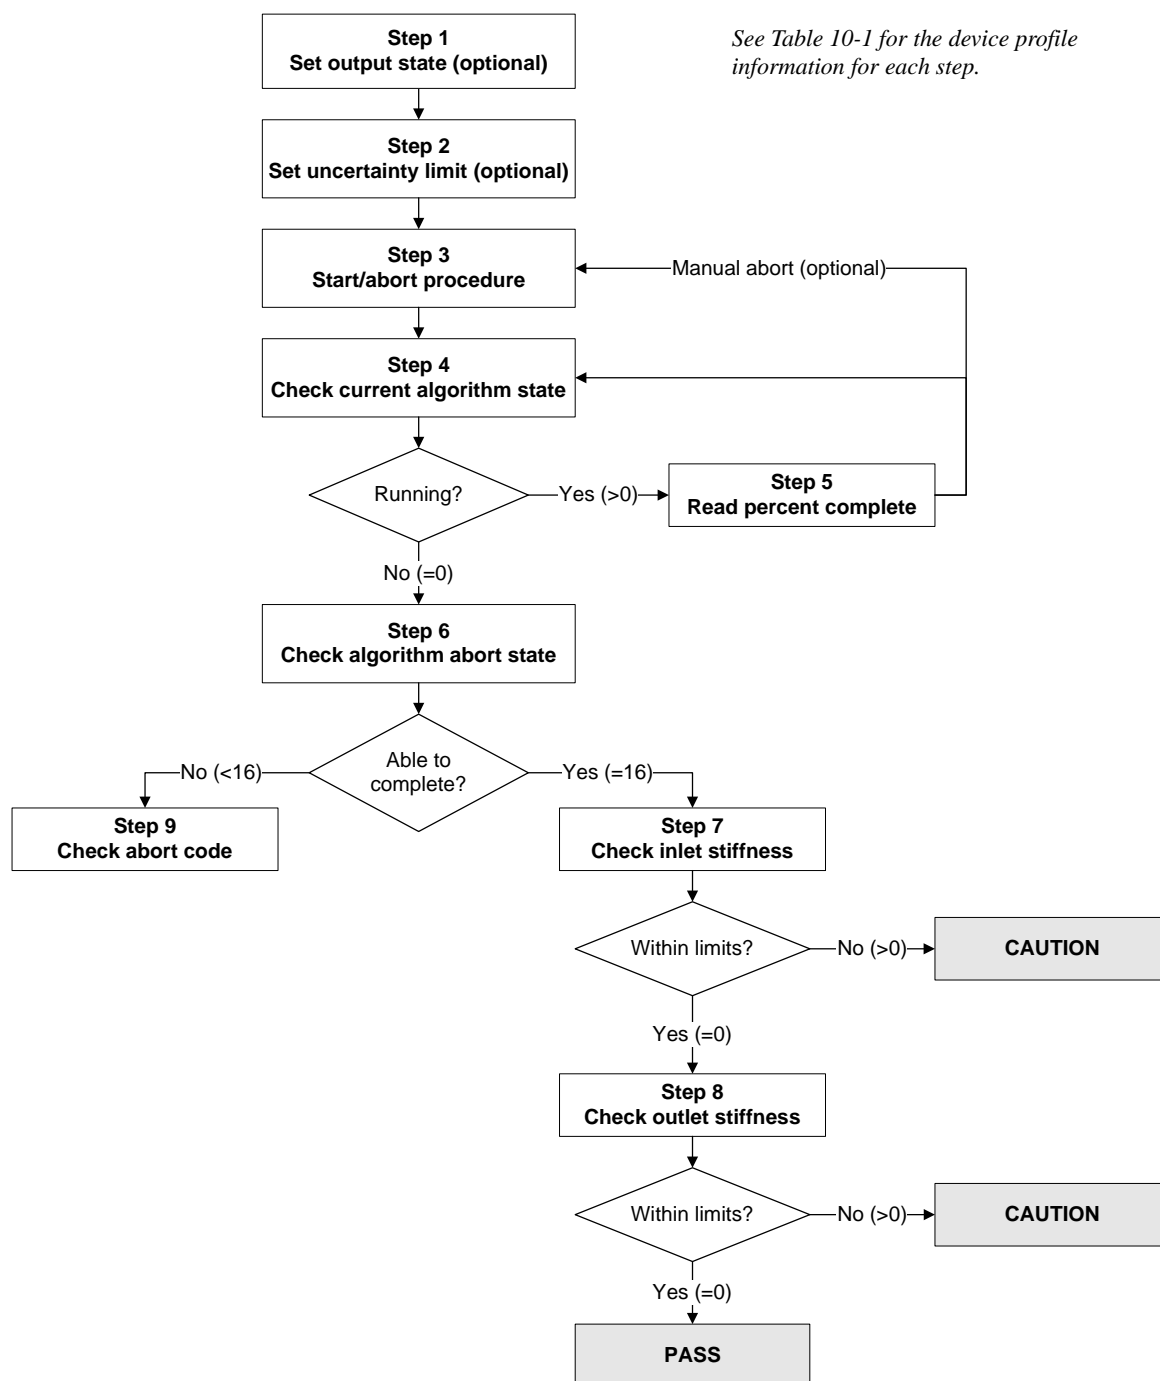 Step 1
Set output state (optional)
See Table 10-1 for the device profile
information for each step.
Step 2
Set uncertainty limit (optional)
Step 3
Start/abort procedure
Manual abort (optional)
Step 4
Check current algorithm state
Running?
Yes (>0)
Step 5
Read percent complete
No (=0)
Step 6
Check algorithm abort state
Able to
complete?
No (<16)
Yes (=16)
Step 9
Check abort code
Step 7
Check inlet stiffness
Within limits?
No (>0)
CAUTION
Yes (=0)
Step 8
Check outlet stiffness
Within limits?
No (>0)
CAUTION
Yes (=0)
PASS